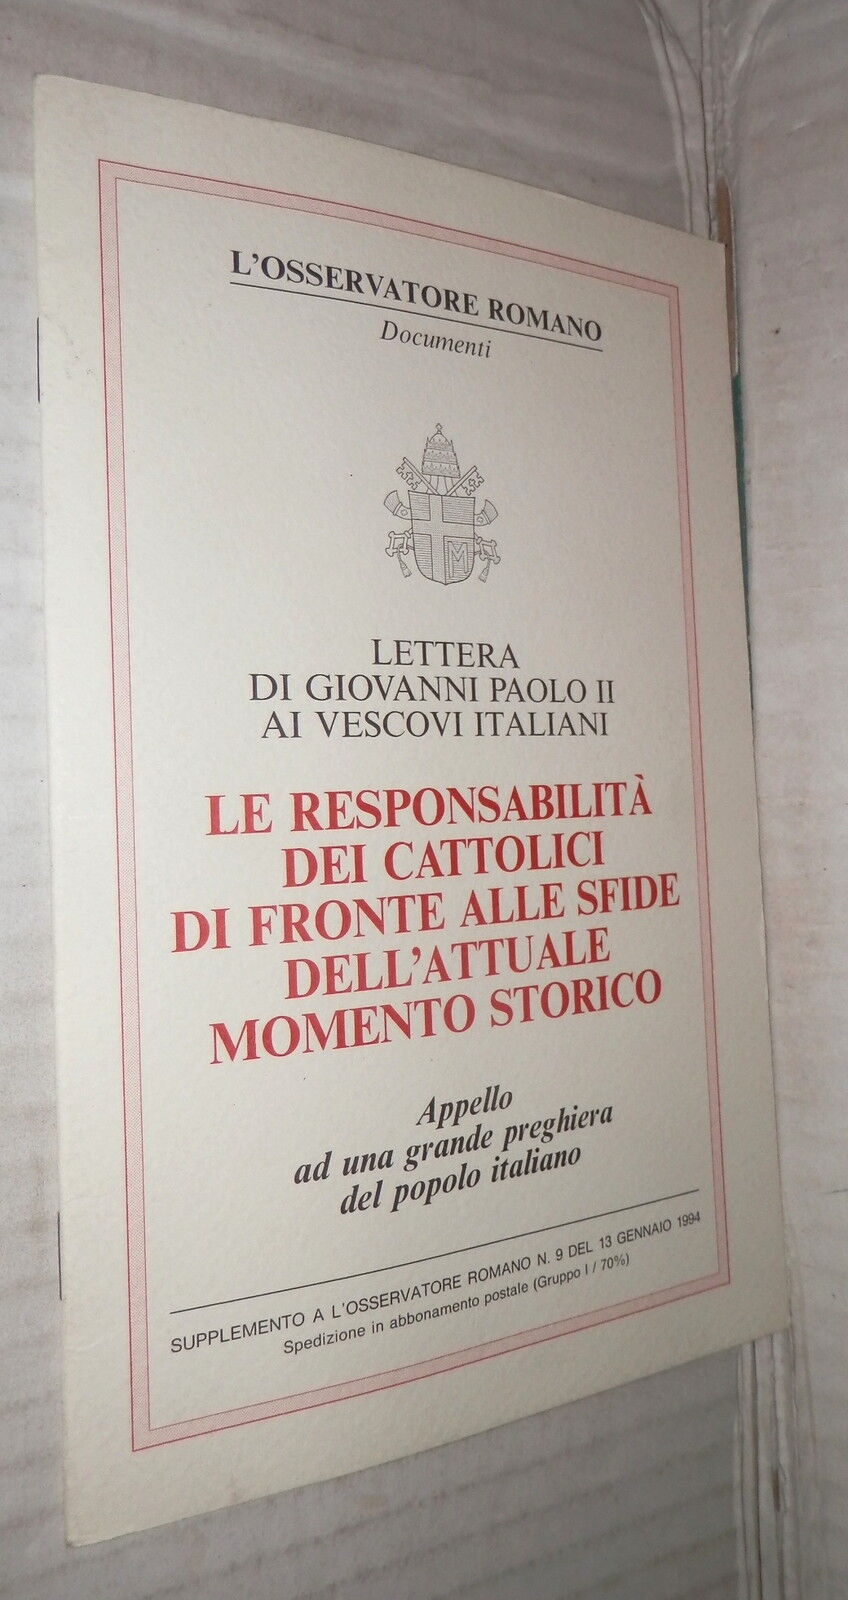 L'OSSERVATORE ROMANO
Documenti
M
LETTERA
DI GIOVANNI PAOLO II
AI VESCOVI ITALIANI
LE RESPONSABILITÀ
DEI CATTOLICI
DI FRONTE ALLE SFIDE
DELL'ATTUALE
MOMENTO STORICO
Appello
ad una grande preghiera
del popolo italiano
SUPPLEMENTO A L'OSSERVATORE ROMANO N. 9 DEL 13 GENNAIO 1994
Spedizione in abbonamento postale (Gruppo I / 70%)